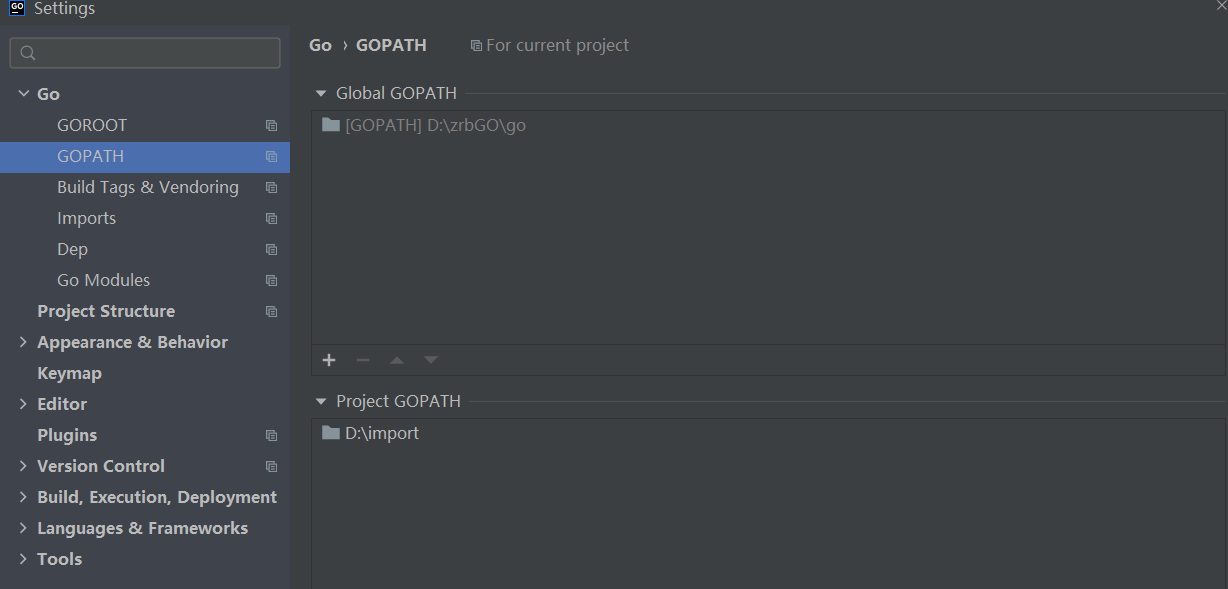 GO Settings
Go › GOPATH For current project
Go
GOROOT
GOPATH
Build Tags & Vendoring
Imports
Dep
Go Modules
Project Structure
Appearance & Behavior
Keymap
Editor
Plugins
Version Control
Build, Execution, Deployment
Languages & Frameworks
Tools
Global GOPATH
[GOPATH] D:\zrbGO\go
Project GOPATH
D:\import